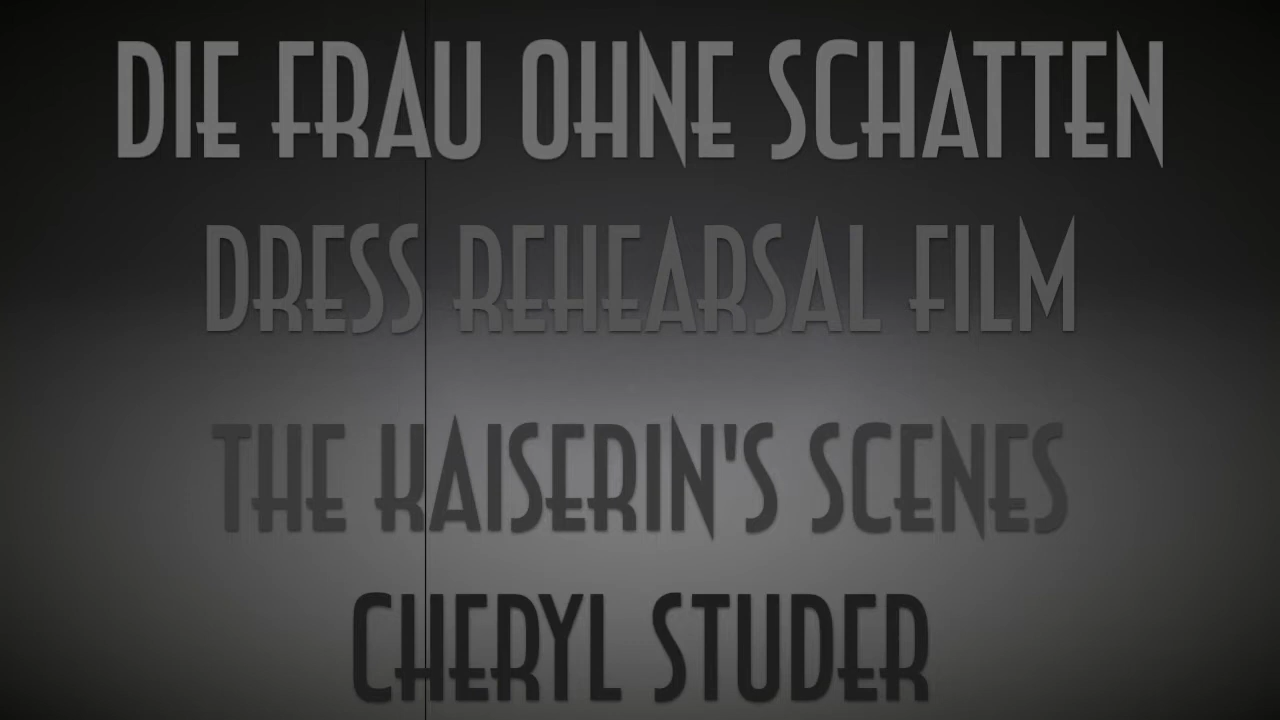 DIE FRAU OHNE SCHATTEN
DRESS REHEARSAL FILM
THE KAISERIN'S SCENES
CHERYL STUDER